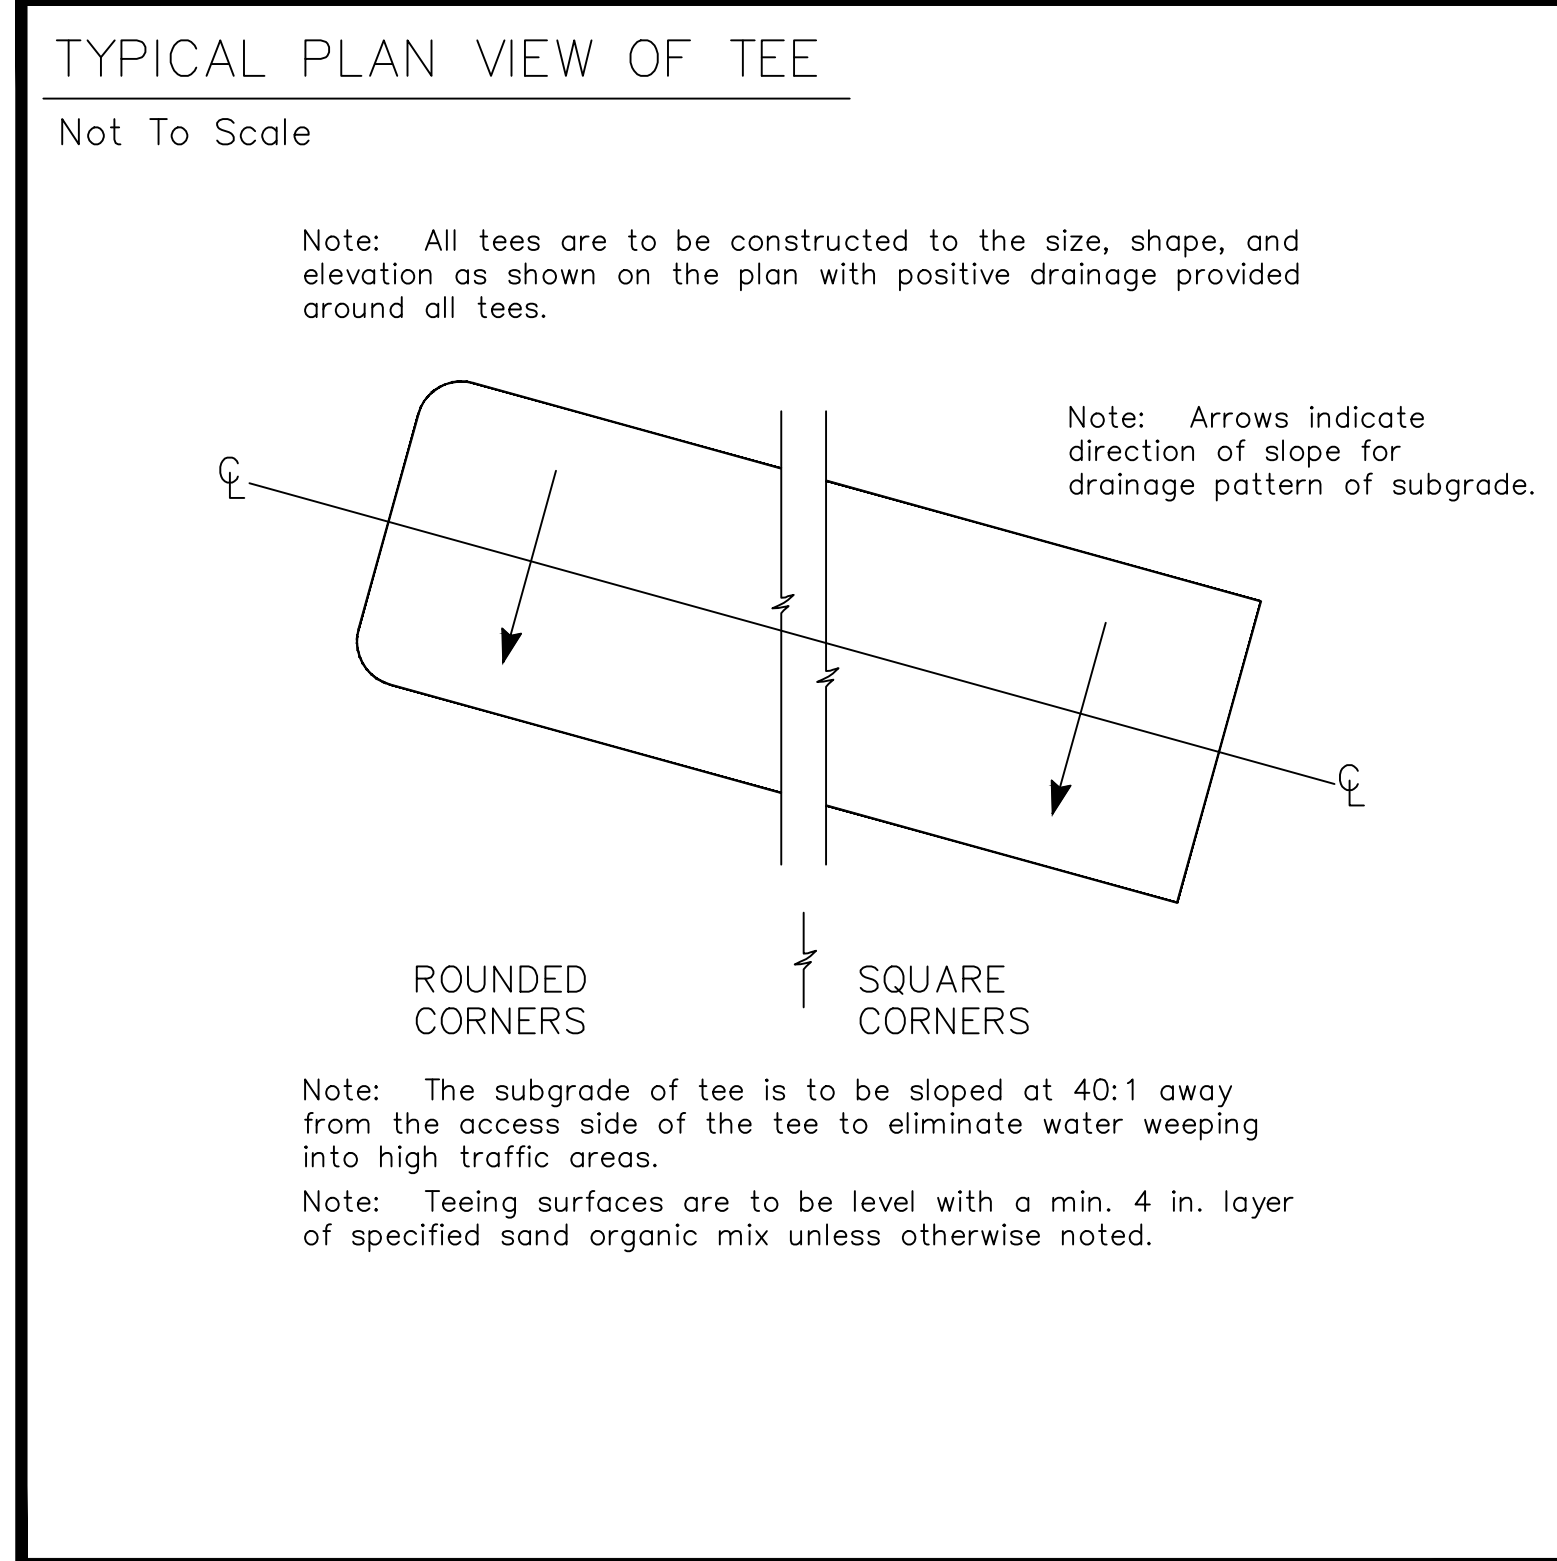 TYPICAL PLAN VIEW OF TEE
Not To Scale
Note: All tees are to be constructed to the size, shape, and
elevation as shown on the plan with positive drainage provided
around all tees.
Note: Arrows indicate
direction of slope for
drainage pattern of subgrade.
℄
℄
ROUNDED
CORNERS
SQUARE
CORNERS
Note: The subgrade of tee is to be sloped at 40:1 away
from the access side of the tee to eliminate water weeping
into high traffic areas.
Note: Teeing surfaces are to be level with a min. 4 in. layer
of specified sand organic mix unless otherwise noted.